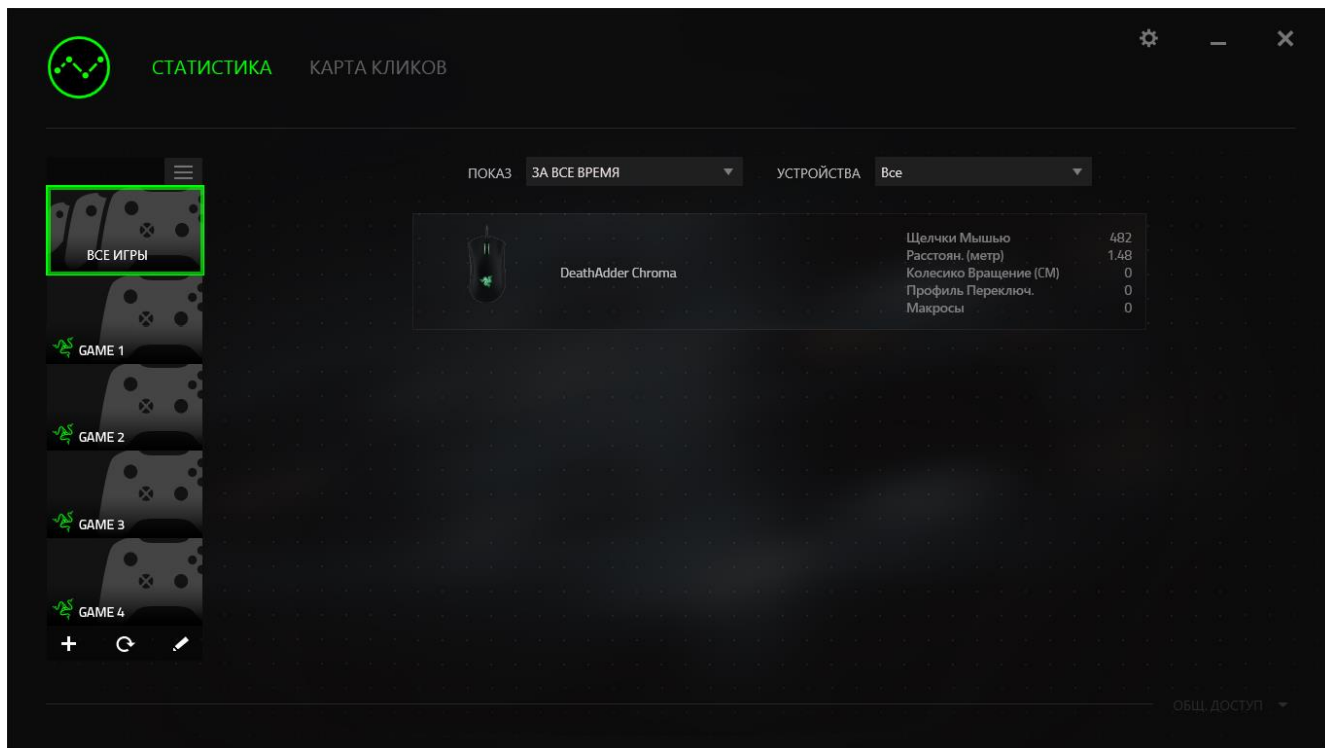 СТАТИСТИКА КАРТА КЛИКОВ
ПОКАЗ ЗА ВСЕ ВРЕМЯ УСТРОЙСТВА Все
ВСЕ ИГРЫ
GAME 1
GAME 2
GAME 3
GAME 4
DeathAdder Chroma
Щелчки Мышью 482
Расстоян. (метр) 1.48
Колесико Вращение (СМ) 0
Профиль Переключ. 0
Макросы 0
ОБЩ. ДОСТУП